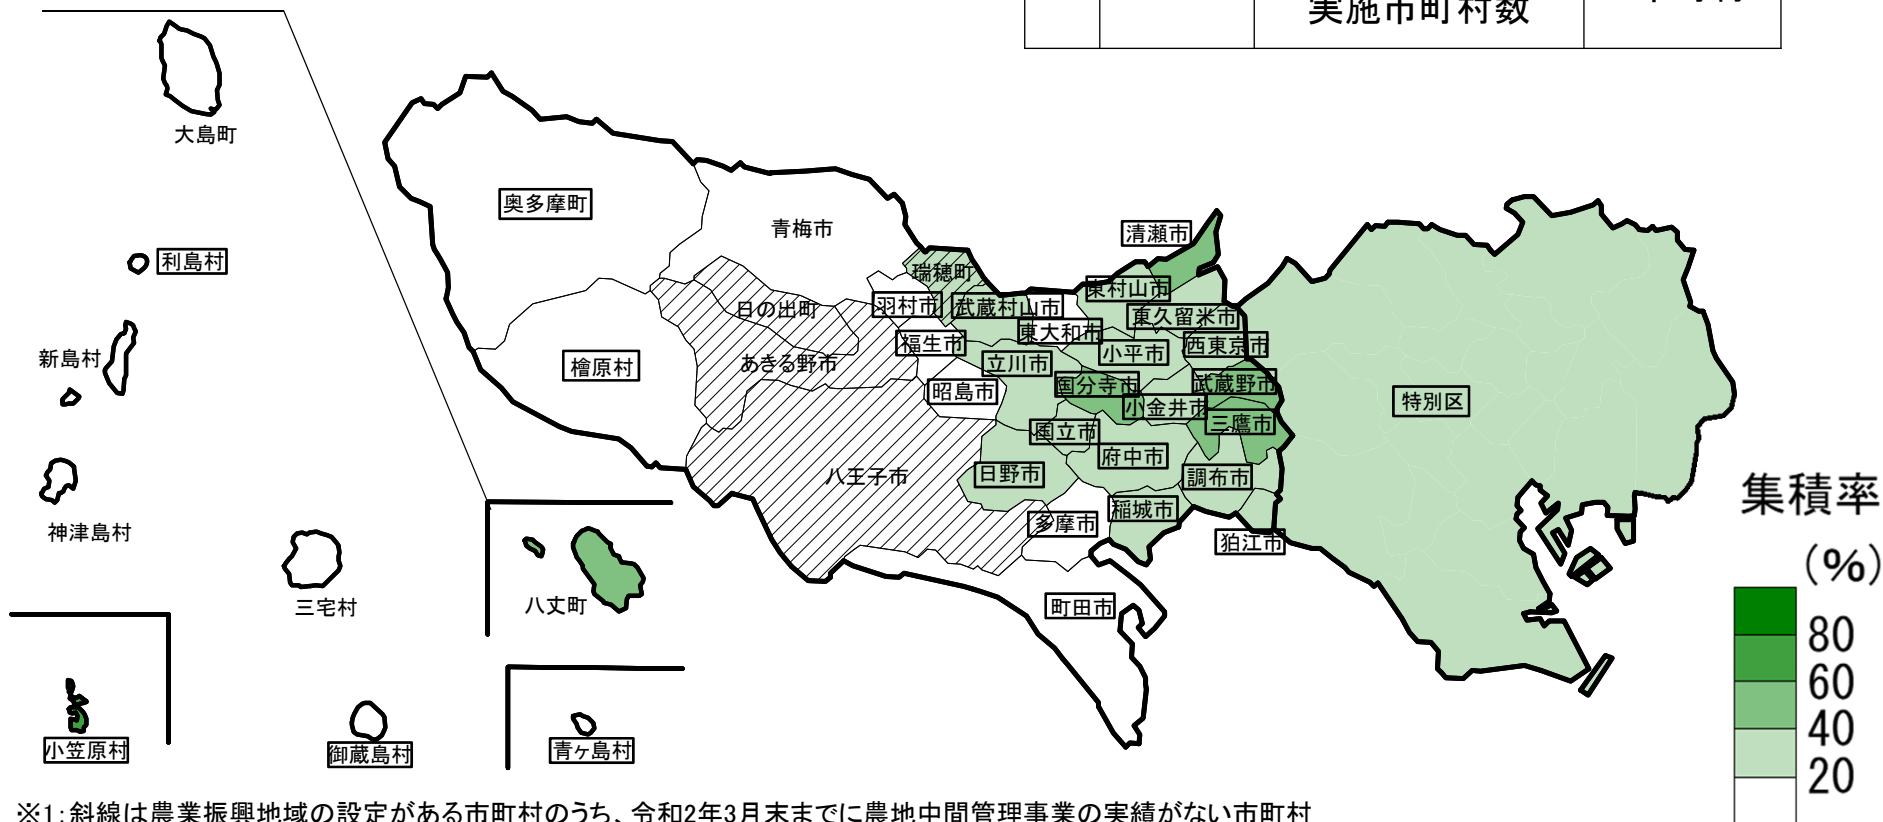 実施市町村数
大島町
奥多摩町
青梅市
清瀬市
利島村
瑞穂町
東村山市
日の出町
羽村市
武蔵村山市
東久留米市
東大和市
新島村
福生市
小平市
西東京市
檜原村
あきる野市
立川市
昭島市
国分寺市
武蔵野市
小金井市
特別区
三鷹市
国立市
府中市
八王子市
日野市
調布市
稲城市
多摩市
神津島村
狛江市
集積率
(%)
三宅村
八丈町
町田市
80
60
40
20
小笠原村
御蔵島村
青ヶ島村
※1:斜線は農業振興地域の設定がある市町村のうち、令和2年3月末までに農地中間管理事業の実績がない市町村